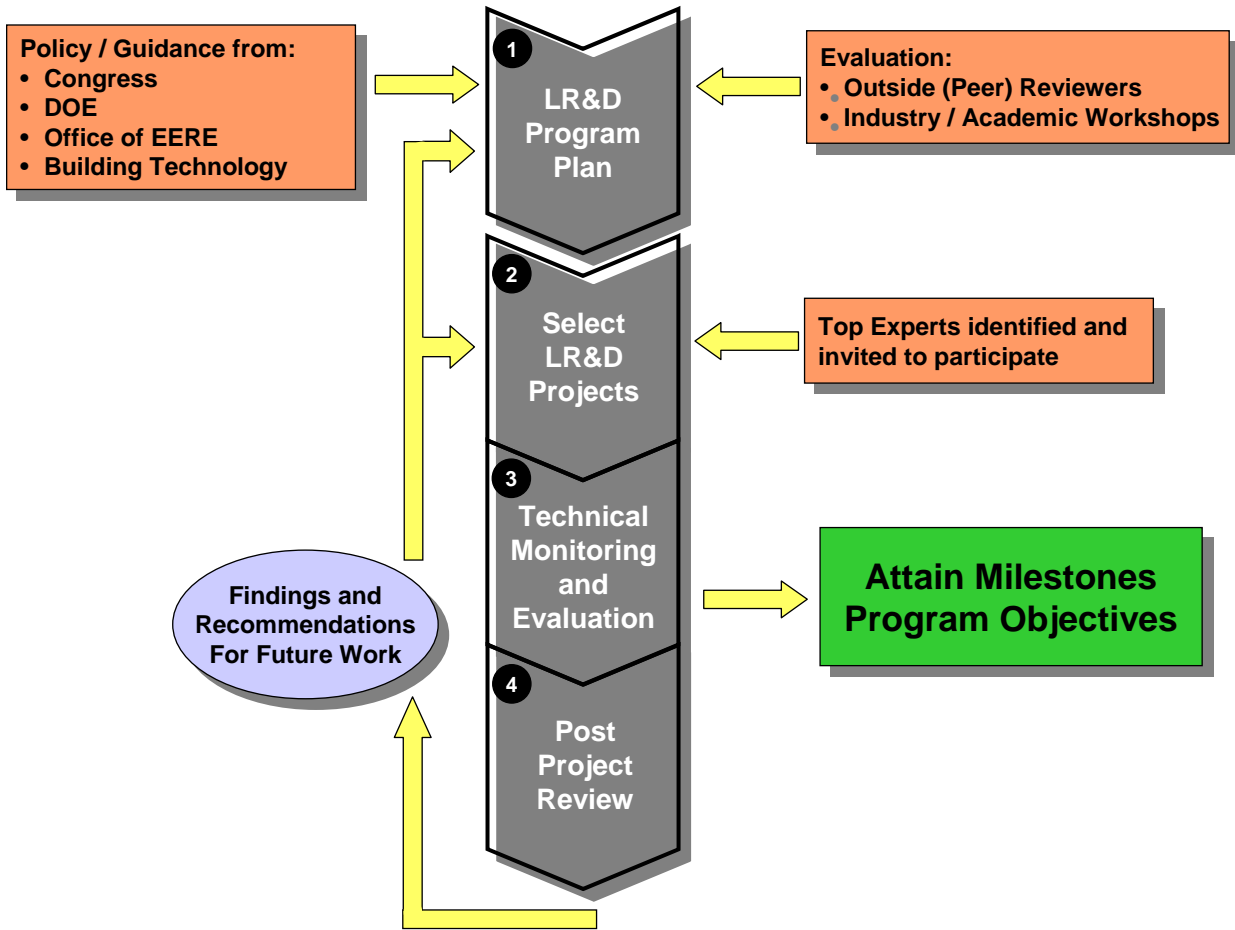 Policy / Guidance from:
• Congress
• DOE
• Office of EERE
• Building Technology
1
LR&D
Program
Plan
Evaluation:
• Outside (Peer) Reviewers
• Industry / Academic Workshops
2
Select
LR&D
Projects
Top Experts identified and
invited to participate
3
Technical
Monitoring
and
Evaluation
Attain Milestones
Program Objectives
Findings and
Recommendations
For Future Work
4
Post
Project
Review